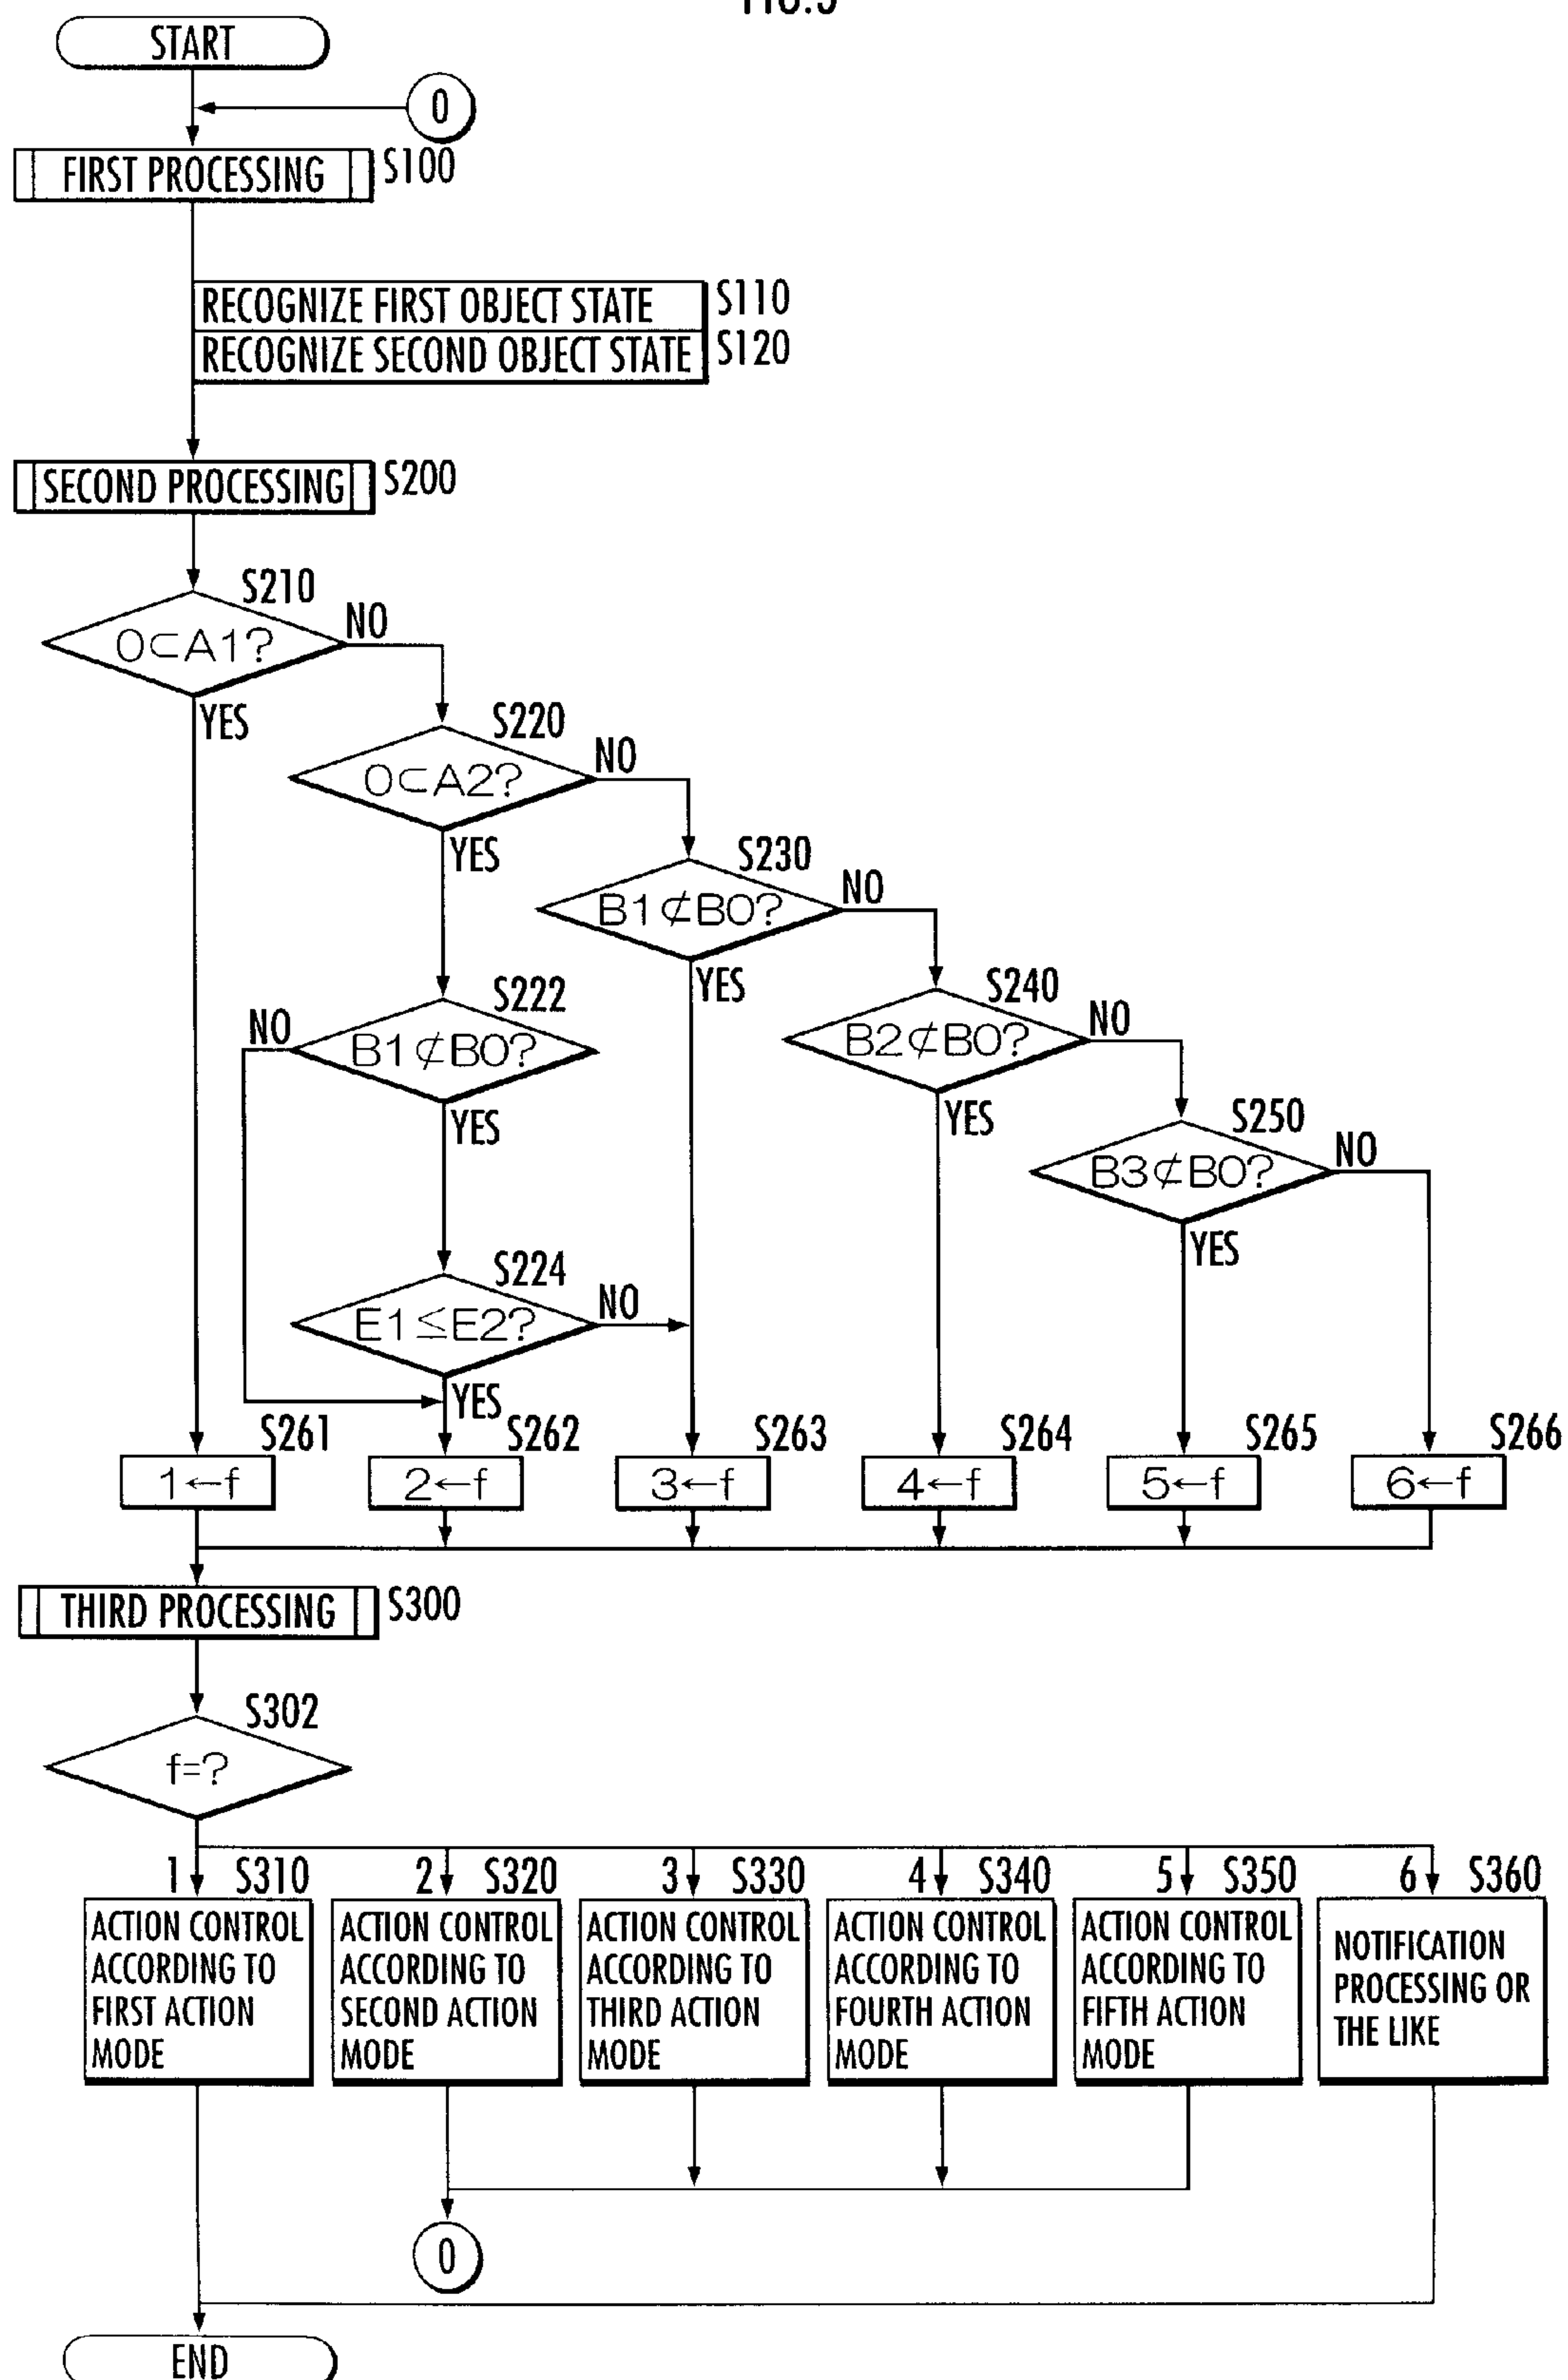 START
0
FIRST PROCESSING
S100
RECOGNIZE FIRST OBJECT STATE
S110
RECOGNIZE SECOND OBJECT STATE
S120
SECOND PROCESSING
S200
S210
O⊂A1?
NO
YES
S220
O⊂A2?
NO
YES
S230
B1⊄B0?
NO
YES
S222
NO
B1⊄B0?
YES
S240
B2⊄B0?
NO
YES
S250
B3⊄B0?
NO
YES
S224
E1≦E2?
NO
YES
S261
S262
S263
S264
S265
S266
1←f
2←f
3←f
4←f
5←f
6←f
THIRD PROCESSING
S300
S302
f=?
1
S310
2
S320
3
S330
4
S340
5
S350
6
S360
ACTION CONTROL
ACCORDING TO
FIRST ACTION
MODE
ACTION CONTROL
ACCORDING TO
SECOND ACTION
MODE
ACTION CONTROL
ACCORDING TO
THIRD ACTION
MODE
ACTION CONTROL
ACCORDING TO
FOURTH ACTION
MODE
ACTION CONTROL
ACCORDING TO
FIFTH ACTION
MODE
NOTIFICATION
PROCESSING OR
THE LIKE
0
END